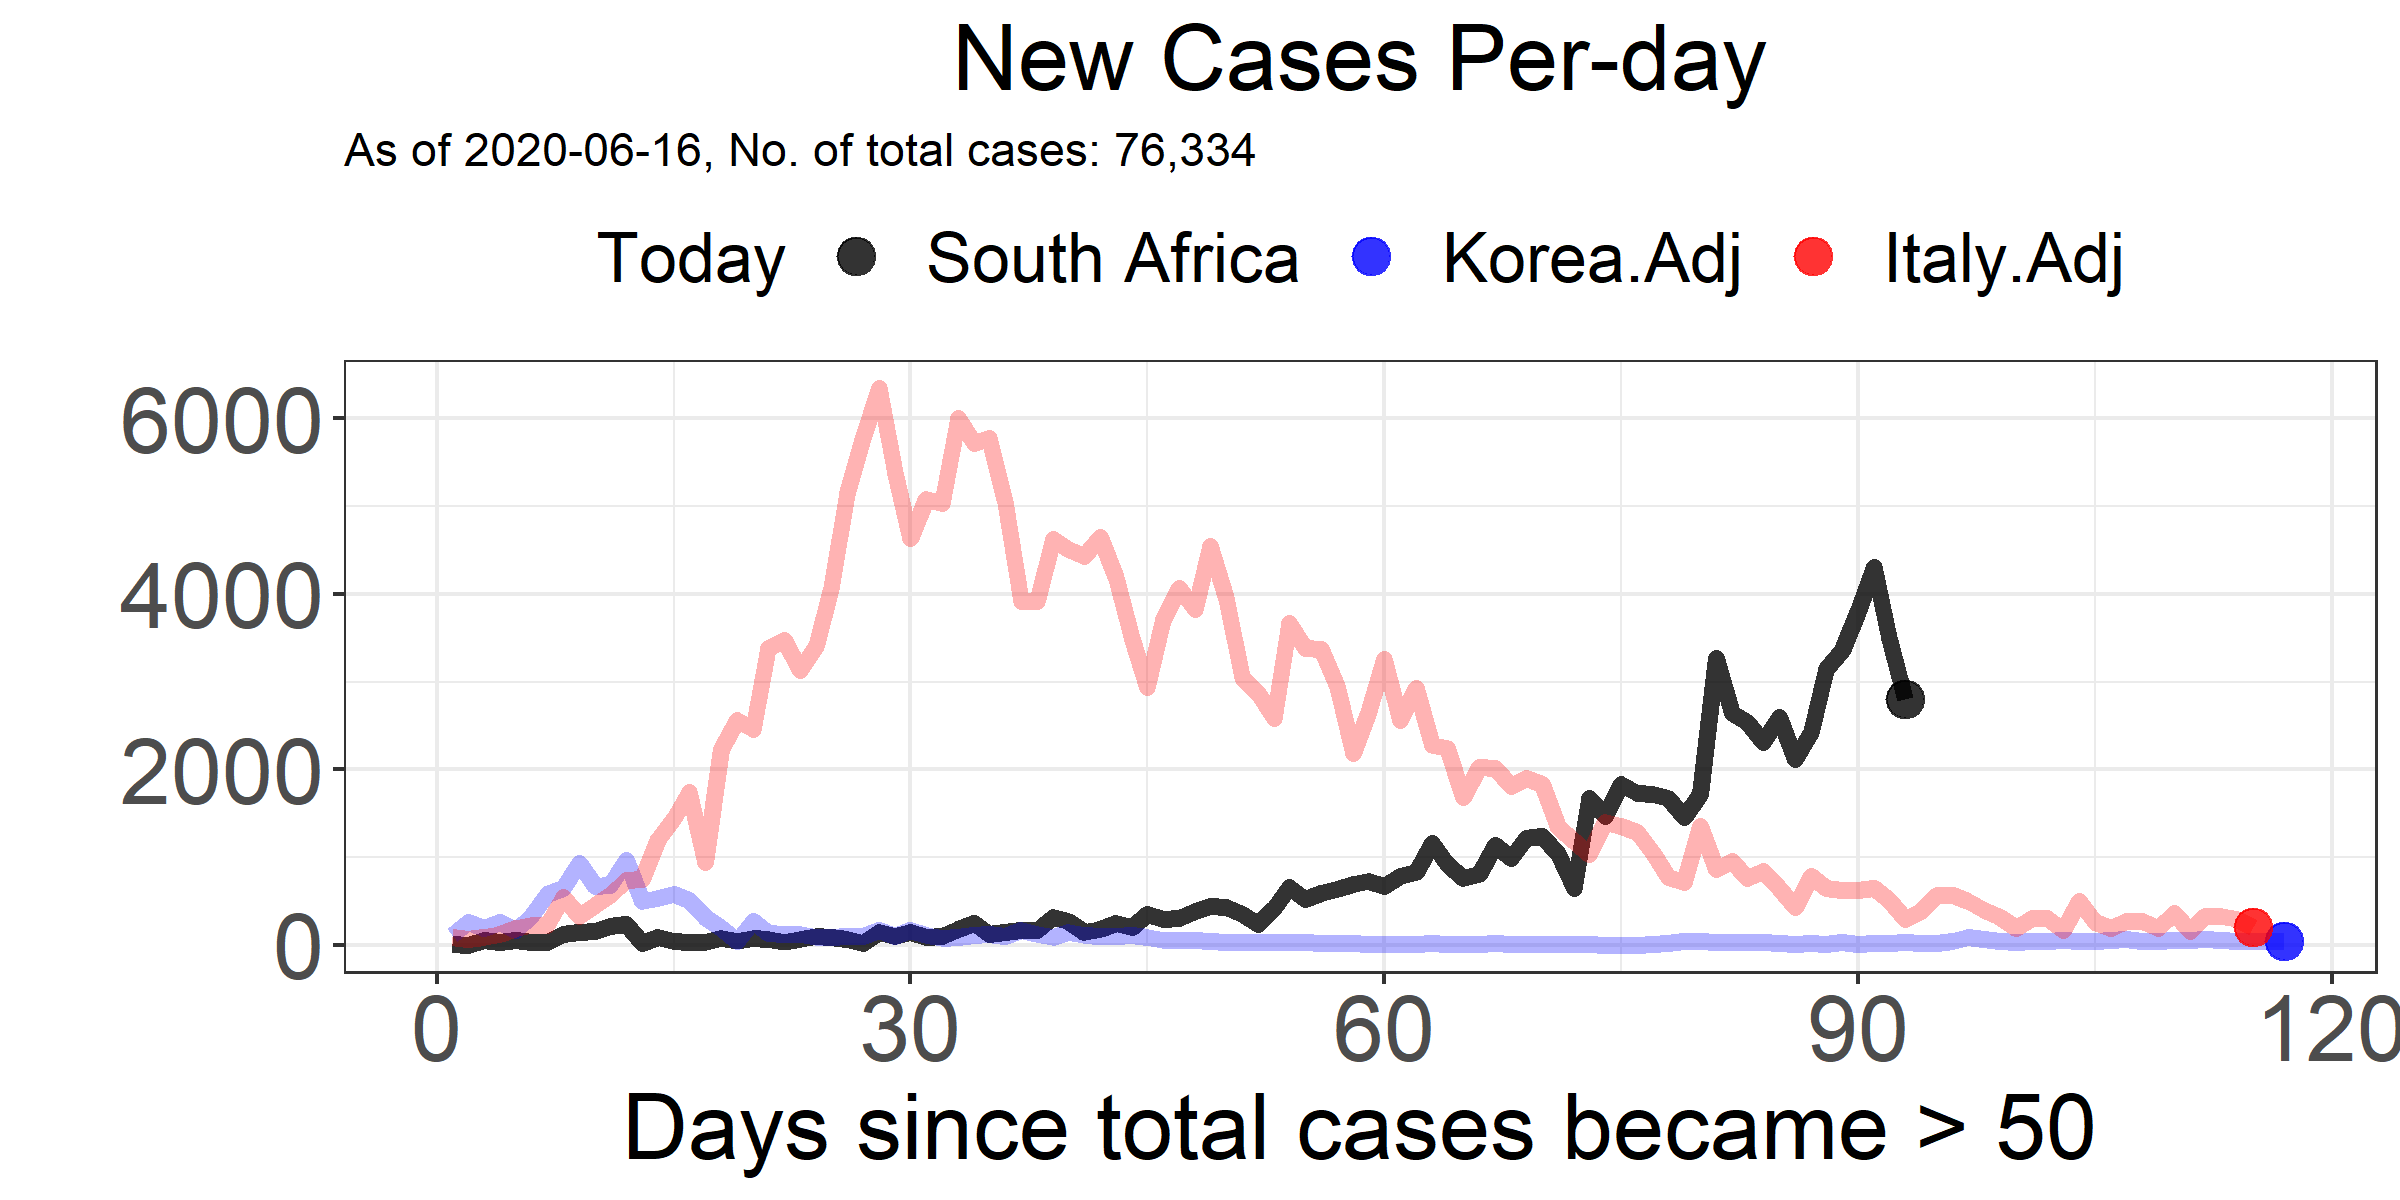 New Cases Per-day
As of 2020-06-16, No. of total cases: 76,334
Today South Africa Korea.Adj Italy.Adj
6000
4000
2000
0
0 30 60 90 120
Days since total cases became > 50